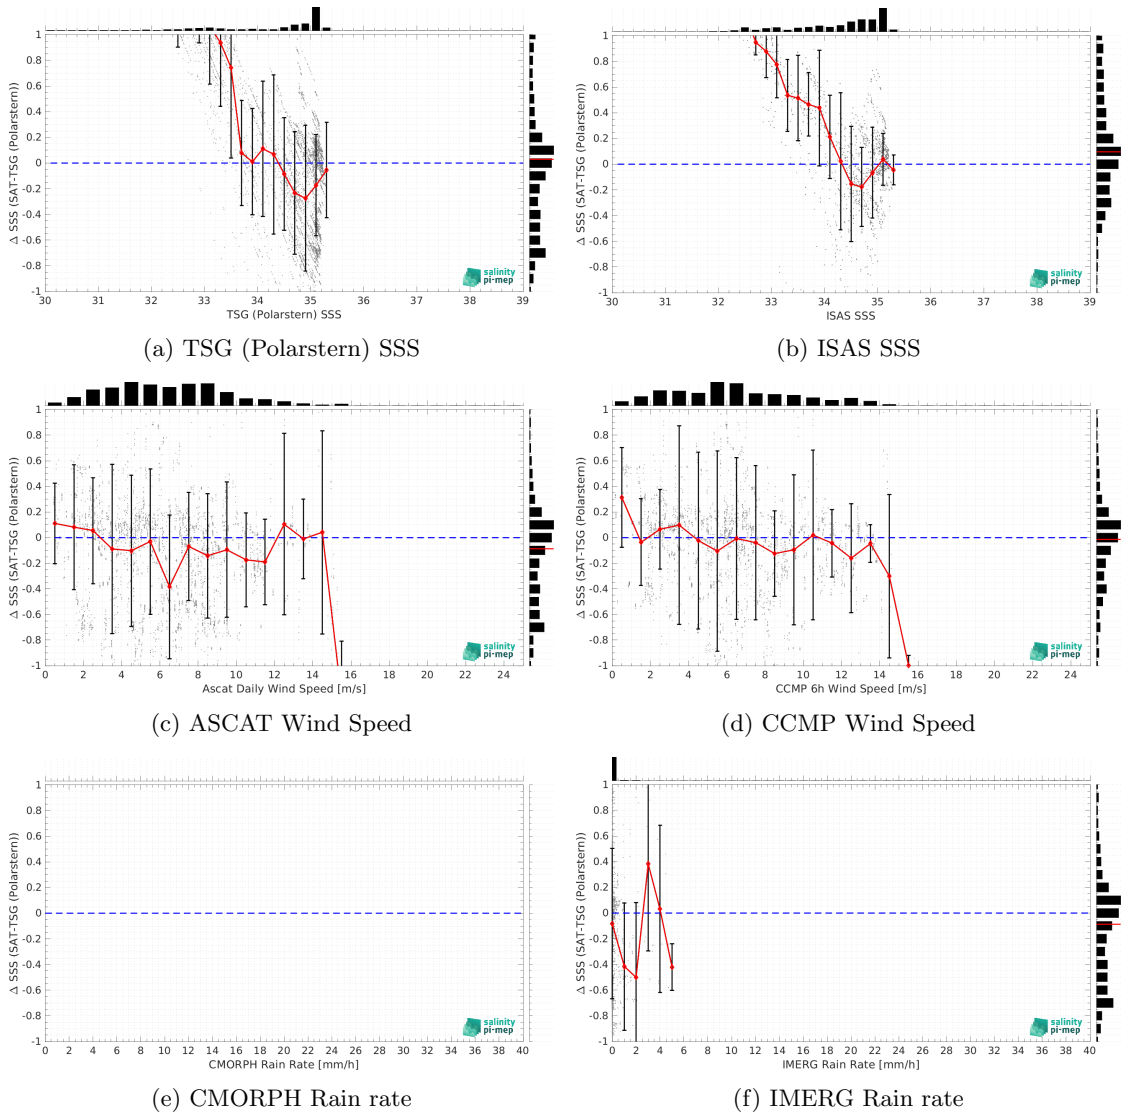 Δ SSS (SAT-TSG (Polarstern))
1
0.8
0.6
0.4
0.2
0
-0.2
-0.4
-0.6
-0.8
-1
30 31 32 33 34 35 36 37 38 39
TSG (Polarstern) SSS
salinity
pi-mep
(a) TSG (Polarstern) SSS
Δ SSS (SAT-TSG (Polarstern))
1
0.8
0.6
0.4
0.2
0
-0.2
-0.4
-0.6
-0.8
-1
30 31 32 33 34 35 36 37 38 39
ISAS SSS
salinity
pi-mep
(b) ISAS SSS
Δ SSS (SAT-TSG (Polarstern))
1
0.8
0.6
0.4
0.2
0
-0.2
-0.4
-0.6
-0.8
-1
0 2 4 6 8 10 12 14 16 18 20 22 24
Ascat Daily Wind Speed [m/s]
salinity
pi-mep
(c) ASCAT Wind Speed
Δ SSS (SAT-TSG (Polarstern))
1
0.8
0.6
0.4
0.2
0
-0.2
-0.4
-0.6
-0.8
-1
0 2 4 6 8 10 12 14 16 18 20 22 24
CCMP 6h Wind Speed [m/s]
salinity
pi-mep
(d) CCMP Wind Speed
Δ SSS (SAT-TSG (Polarstern))
1
0.8
0.6
0.4
0.2
0
-0.2
-0.4
-0.6
-0.8
-1
0 2 4 6 8 10 12 14 16 18 20 22 24 26 28 30 32 34 36 38 40
CMORPH Rain Rate [mm/h]
salinity
pi-mep
(e) CMORPH Rain rate
Δ SSS (SAT-TSG (Polarstern))
1
0.8
0.6
0.4
0.2
0
-0.2
-0.4
-0.6
-0.8
-1
0 2 4 6 8 10 12 14 16 18 20 22 24 26 28 30 32 34 36 38 40
IMERG Rain Rate [mm/h]
salinity
pi-mep
(f) IMERG Rain rate